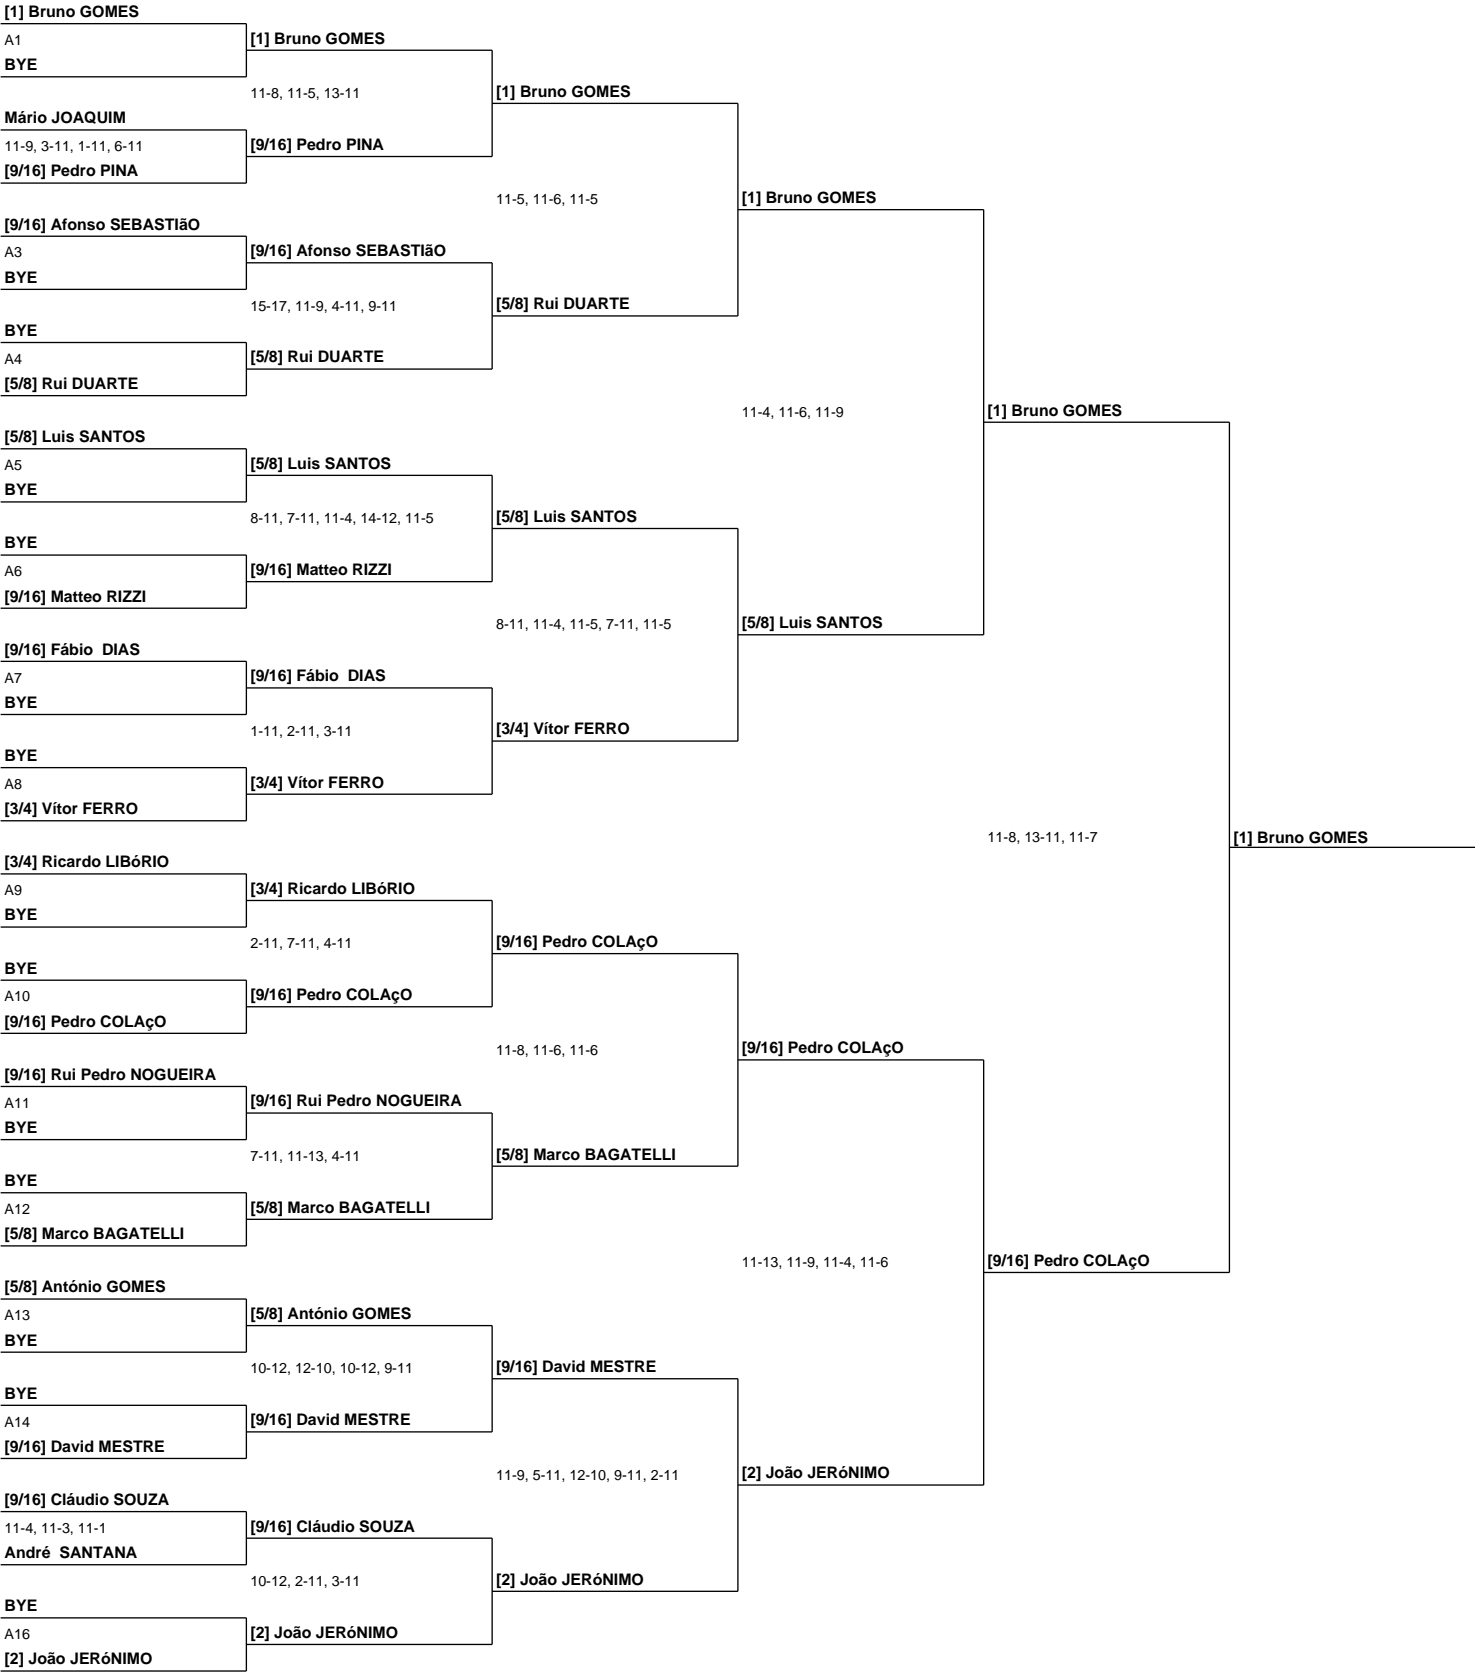 [1] Bruno GOMES
A1
[1] Bruno GOMES
BYE
11-8, 11-5, 13-11
[1] Bruno GOMES
Mário JOAQUIM
11-9, 3-11, 1-11, 6-11
[9/16] Pedro PINA
[9/16] Pedro PINA
11-5, 11-6, 11-5
[1] Bruno GOMES
[9/16] Afonso SEBASTIãO
A3
[9/16] Afonso SEBASTIãO
BYE
15-17, 11-9, 4-11, 9-11
[5/8] Rui DUARTE
BYE
A4
[5/8] Rui DUARTE
[5/8] Rui DUARTE
11-4, 11-6, 11-9
[1] Bruno GOMES
[5/8] Luis SANTOS
A5
[5/8] Luis SANTOS
BYE
8-11, 7-11, 11-4, 14-12, 11-5
[5/8] Luis SANTOS
BYE
A6
[9/16] Matteo RIZZI
[9/16] Matteo RIZZI
8-11, 11-4, 11-5, 7-11, 11-5
[5/8] Luis SANTOS
[9/16] Fábio  DIAS
A7
[9/16] Fábio  DIAS
BYE
1-11, 2-11, 3-11
[3/4] Vítor FERRO
BYE
A8
[3/4] Vítor FERRO
[3/4] Vítor FERRO
11-8, 13-11, 11-7
[1] Bruno GOMES
[3/4] Ricardo LIBóRIO
A9
[3/4] Ricardo LIBóRIO
BYE
2-11, 7-11, 4-11
[9/16] Pedro COLAçO
BYE
A10
[9/16] Pedro COLAçO
[9/16] Pedro COLAçO
11-8, 11-6, 11-6
[9/16] Pedro COLAçO
[9/16] Rui Pedro NOGUEIRA
A11
[9/16] Rui Pedro NOGUEIRA
BYE
7-11, 11-13, 4-11
[5/8] Marco BAGATELLI
BYE
A12
[5/8] Marco BAGATELLI
[5/8] Marco BAGATELLI
11-13, 11-9, 11-4, 11-6
[9/16] Pedro COLAçO
[5/8] António GOMES
A13
[5/8] António GOMES
BYE
10-12, 12-10, 10-12, 9-11
[9/16] David MESTRE
BYE
A14
[9/16] David MESTRE
[9/16] David MESTRE
11-9, 5-11, 12-10, 9-11, 2-11
[2] João JERóNIMO
[9/16] Cláudio SOUZA
11-4, 11-3, 11-1
[9/16] Cláudio SOUZA
André  SANTANA
10-12, 2-11, 3-11
[2] João JERóNIMO
BYE
A16
[2] João JERóNIMO
[2] João JERóNIMO